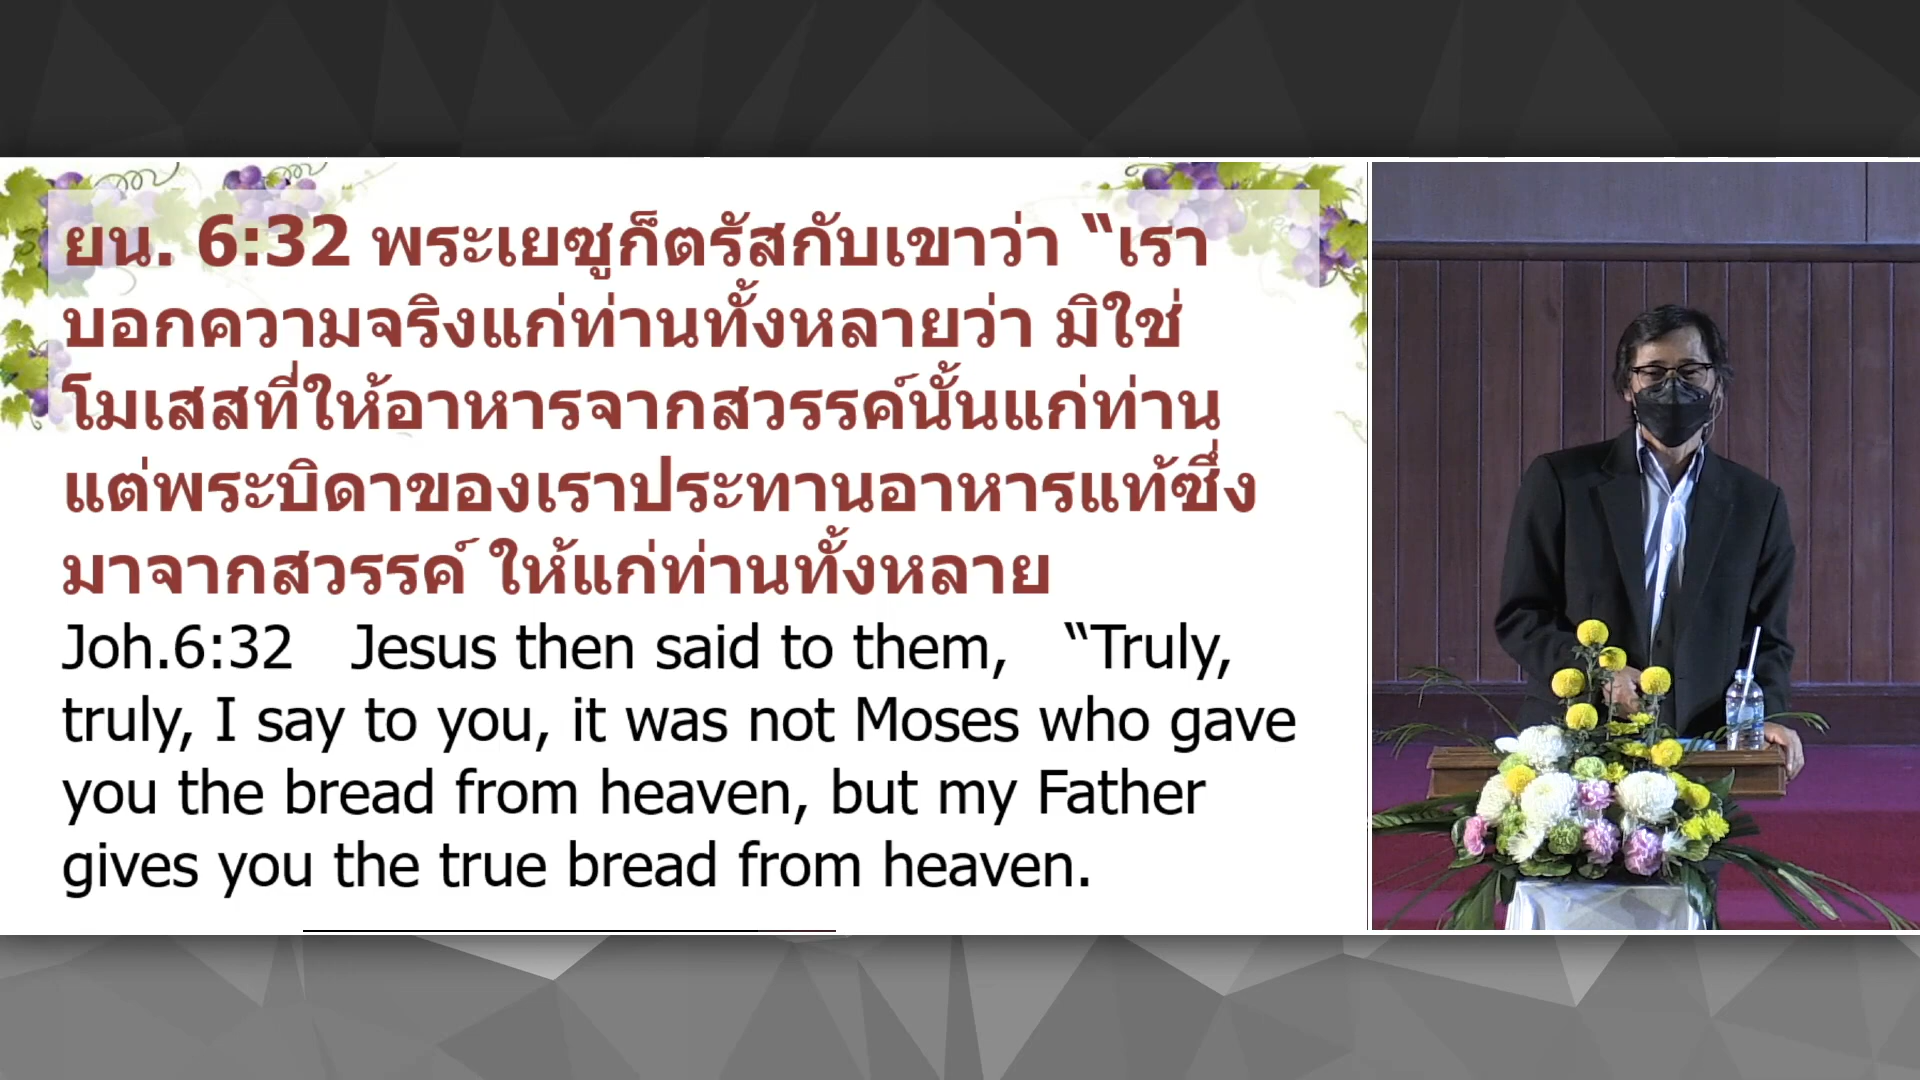 ยน. 6:32 พระเยซูก็ตรัสกับเขาว่า “เรา
บอกความจริงแก่ท่านทั้งหลายว่า มิใช่
โมเสสที่ให้อาหารจากสวรรค์นั้นแก่ท่าน
แต่พระบิดาของเราประทานอาหารแท้ซึ่ง
มาจากสวรรค์ ให้แก่ท่านทั้งหลาย
Joh.6:32 Jesus then said to them, “Truly,
truly, I say to you, it was not Moses who gave
you the bread from heaven, but my Father
gives you the true bread from heaven.